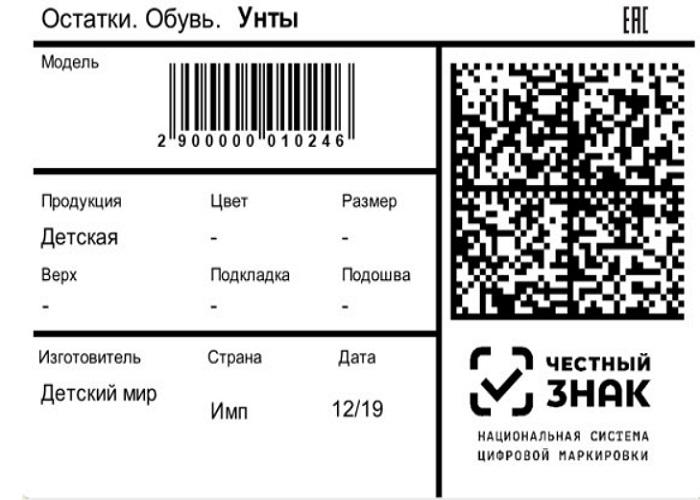 Остатки. Обувь. Унты
EAC
Модель
2 900000 010246
Продукция Цвет Размер
Детская - -
Верх Подкладка Подошва
- - -
Изготовитель Страна Дата
Детский мир Имп 12/19
ЧЕСТНЫЙ
ЗНАК
НАЦИОНАЛЬНАЯ СИСТЕМА
ЦИФРОВОЙ МАРКИРОВКИ